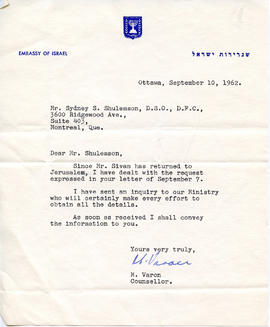 EMBASSY OF ISRAEL
שגרירות ישראל
Ottawa, September 10, 1962.
Mr. Sydney S. Shulemson, D.S.O., D.F.C.,
3600 Ridgewood Ave.,
Suite 403,
Montreal, Que.
Dear Mr. Shulemson,
Since Mr. Sivan has returned to
Jerusalem, I have dealt with the request
expressed in your letter of September 7.
I have sent an inquiry to our Ministry
who will certainly make every effort to
obtain all the details.
As soon as received I shall convey
the information to you.
Yours very truly,
M. Varon
M. Varon
Counsellor.